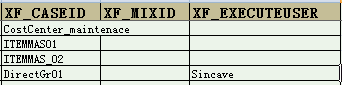 XF_CASEID XF_MIXID XF_EXECUTEUSER
CostCenter_maintenace
ITEMMAS01
ITEMMAS_02
DirectGr01 Sincave